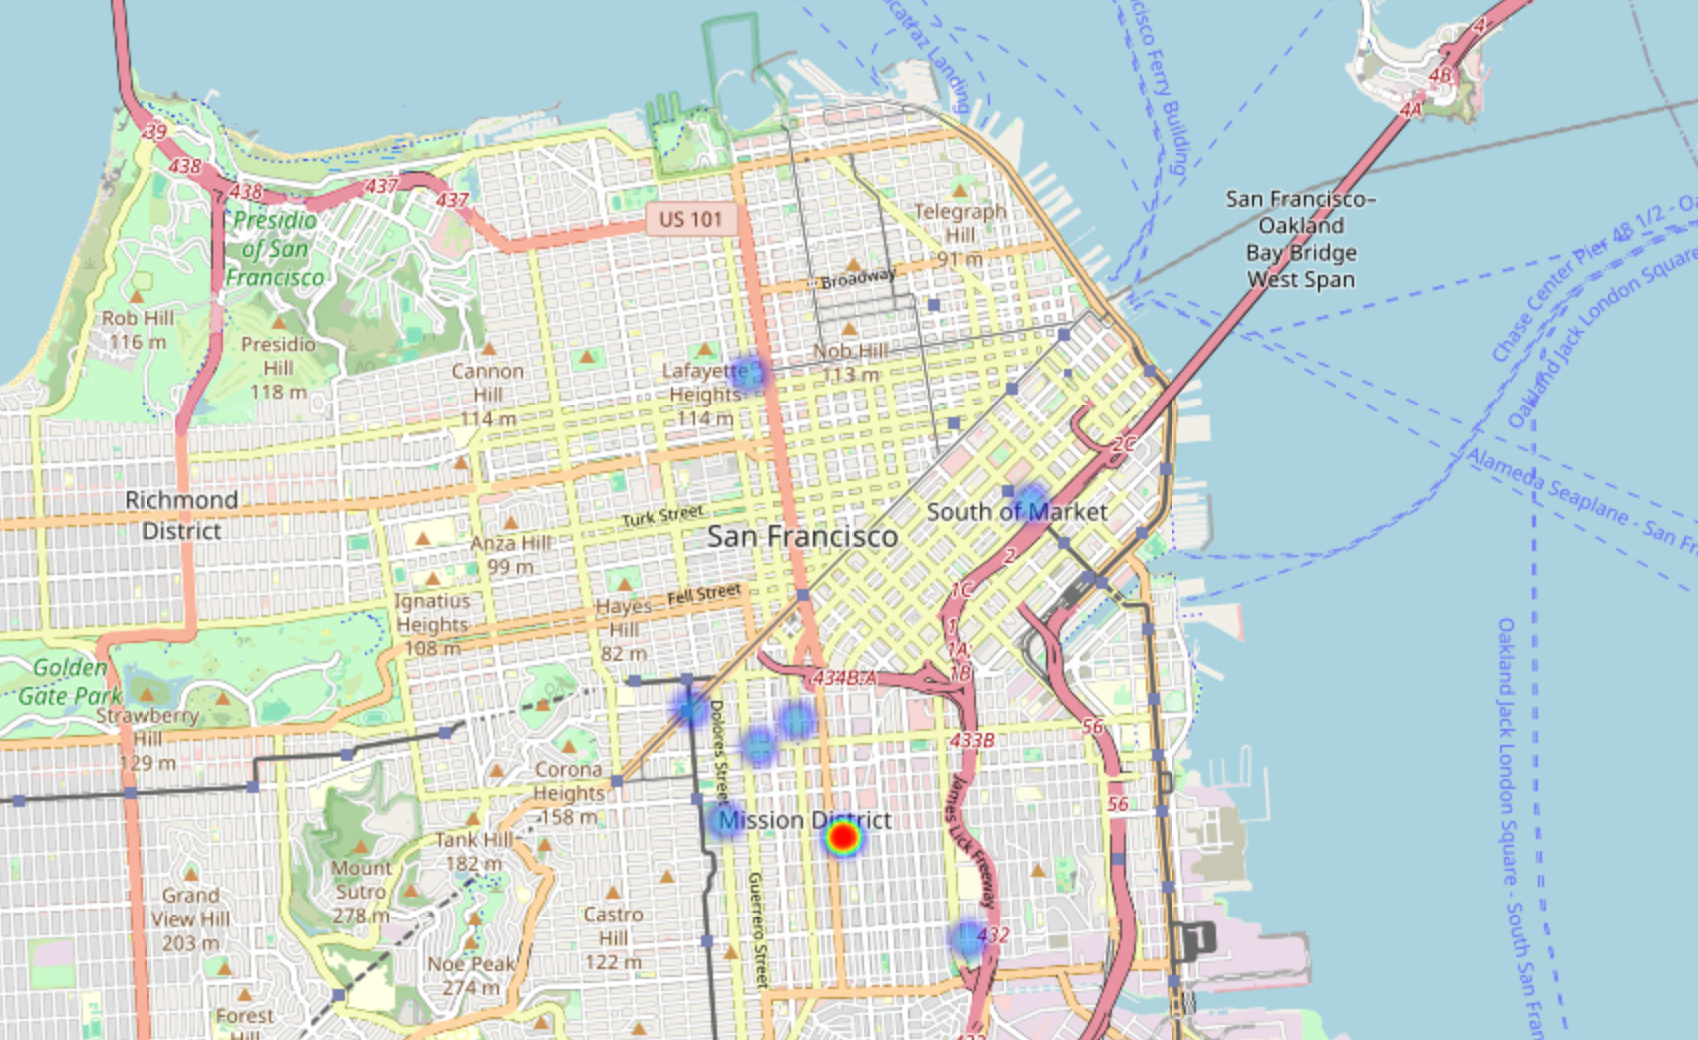 Alcatraz Landing
San Francisco Ferry Building
4
4B
4A
39
438
438
437
437
Presidio
of San
Francisco
US 101
Telegraph
Hill
91 m
San Francisco–
Oakland
Bay Bridge
West Span
Chase Center Pier 48 1/2 - Oa
Oakland Jack London Square
Broadway
Rob Hill
116 m
Presidio
Hill
118 m
Cannon
Hill
114 m
Lafayette
Heights
114 m
Nob Hill
113 m
2C
Alameda Seaplane - San Fr
Richmond
District
Turk Street
South of Market
San Francisco
Anza Hill
99 m
2
1C
Ignatius
Heights
108 m
Hayes
Hill
82 m
Fell Street
1
1A
1B
434B
Golden
Gate Park
Strawberry
Hill
129 m
Dolores Street
433B
56
56
Corona
Heights
158 m
Mission District
James Lick Freeway
Tank Hill
182 m
Mount
Sutro
278 m
Guerrero Street
Grand
View Hill
203 m
Castro
Hill
122 m
432
Noe Peak
274 m
Forest
Hill
Oakland Jack London Square - South San Fran